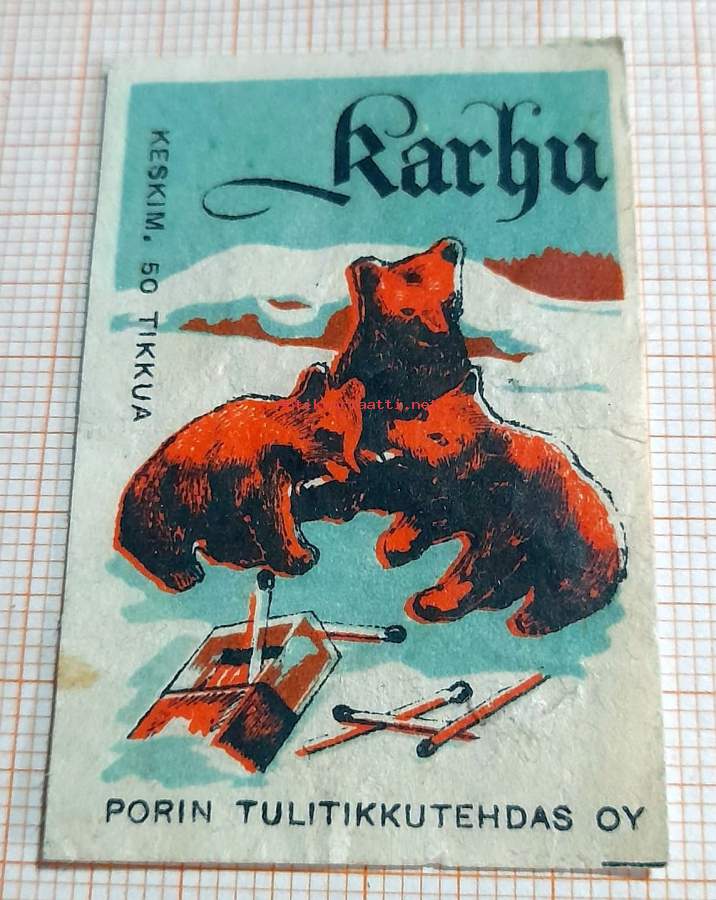 Karhu
KESKIM. 50 TIKKUA
PORIN TULITIKKUTEHDAS OY